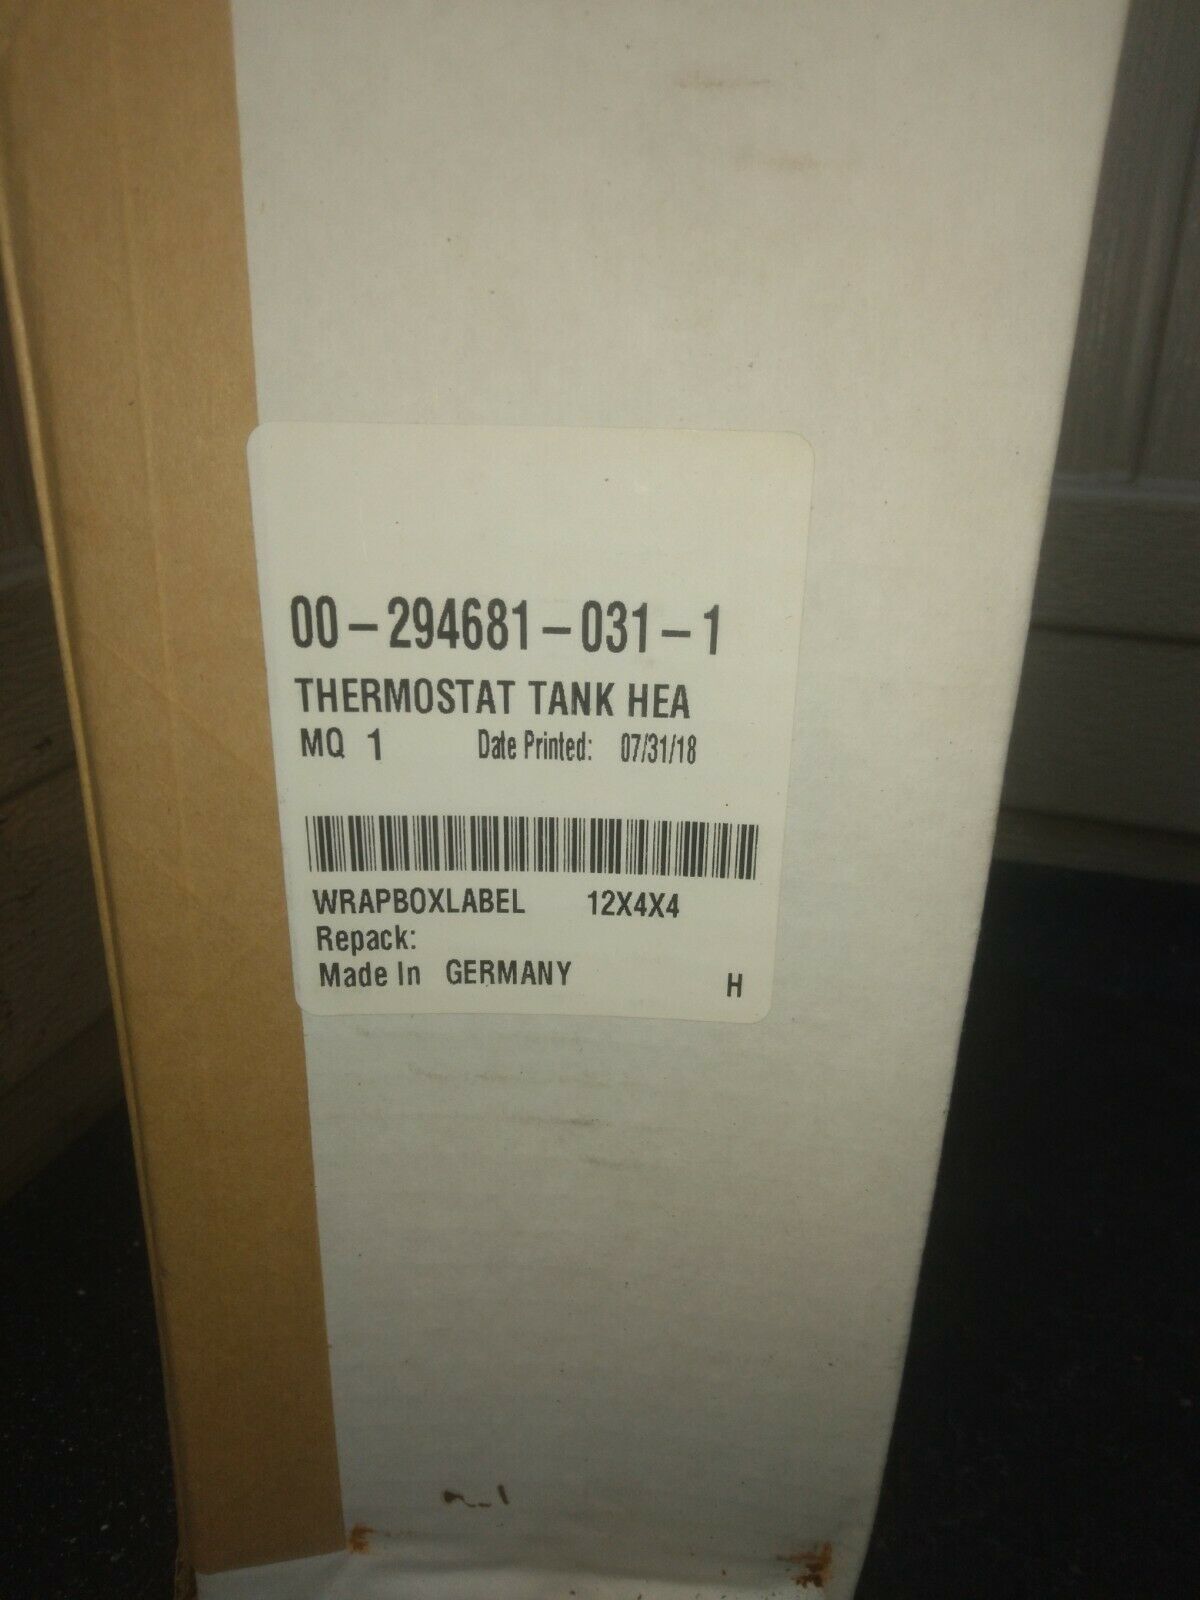 00-294681-031-1
THERMOSTAT TANK HEA
MQ 1 Date Printed: 07/31/18
WRAPBOXLABEL 12X4X4
Repack:
Made In GERMANY H